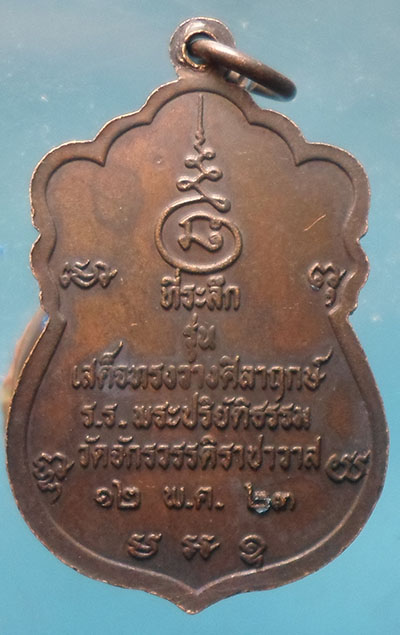 ที่ระลึก
รุ่น
เสด็จทรงวางศิลาฤกษ์
ร.ร. พระปริยัติธรรม
วัดจักรวรรดิราชาวาส
๑๒ พ.ค. ๒๓